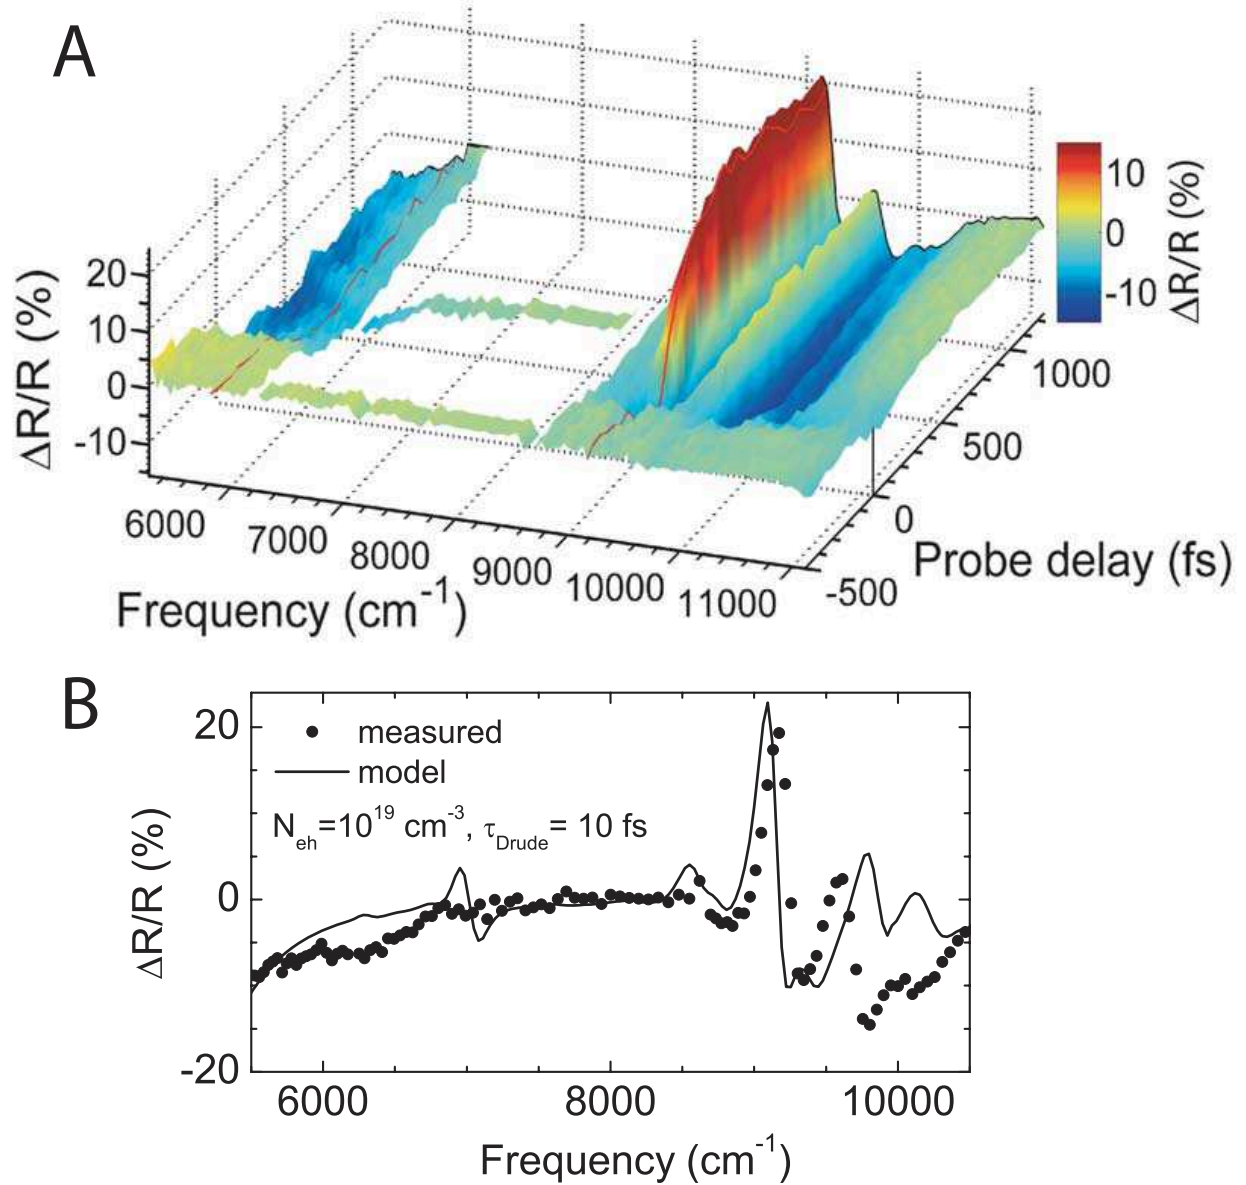 A
20
10
0
-10
ΔR/R (%)
6000
7000
8000
9000
10000
11000
Frequency (cm⁻¹)
-500
0
500
1000
Probe delay (fs)
10
0
-10
ΔR/R (%)
B
20
0
-20
ΔR/R (%)
measured
model
N_eh=10¹⁹ cm⁻³, τ_Drude= 10 fs
6000
8000
10000
Frequency (cm⁻¹)